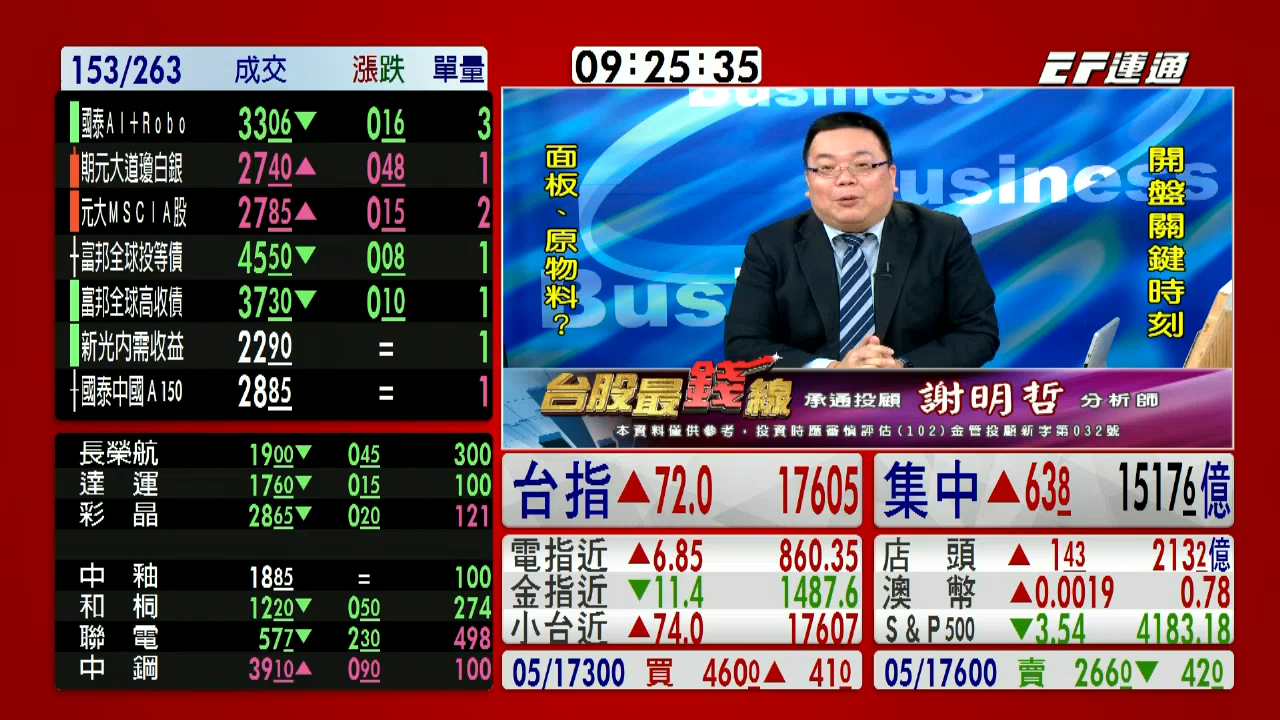 153/263 成交 漲跌 單量
國泰AI+Robo 3306▼ 016 3
期元大道瓊白銀 2740▲ 048 1
元大MSCIA股 2785▲ 015 2
富邦全球投等債 4550▼ 008 1
富邦全球高收債 3730▼ 010 1
新光內需收益 2290 = 1
國泰中國A150 2885 = 1
長榮航 1900▼ 045 300
達運 1760▼ 015 100
彩晶 2865▼ 020 121
中釉 1885 = 100
和桐 1220▼ 050 274
聯電 577▼ 230 498
中鋼 3910▲ 090 100
09:25:35
EF運通
Business
Business
Business
面板、原物料?
開盤關鍵時刻
台股最錢線 承通投顧 謝明哲 分析師
本資料僅供參考,投資時應審慎評估(102)金管投顧新字第032號
台指▲72.0 17605
集中▲638 15176億
電指近 ▲6.85 860.35
金指近 ▼11.4 1487.6
小台近 ▲74.0 17607
店頭 ▲ 143 2132億
澳幣 ▲0.0019 0.78
S&P500 ▼3.54 4183.18
05/17300 買 4600▲ 410
05/17600 賣 2660▼ 420